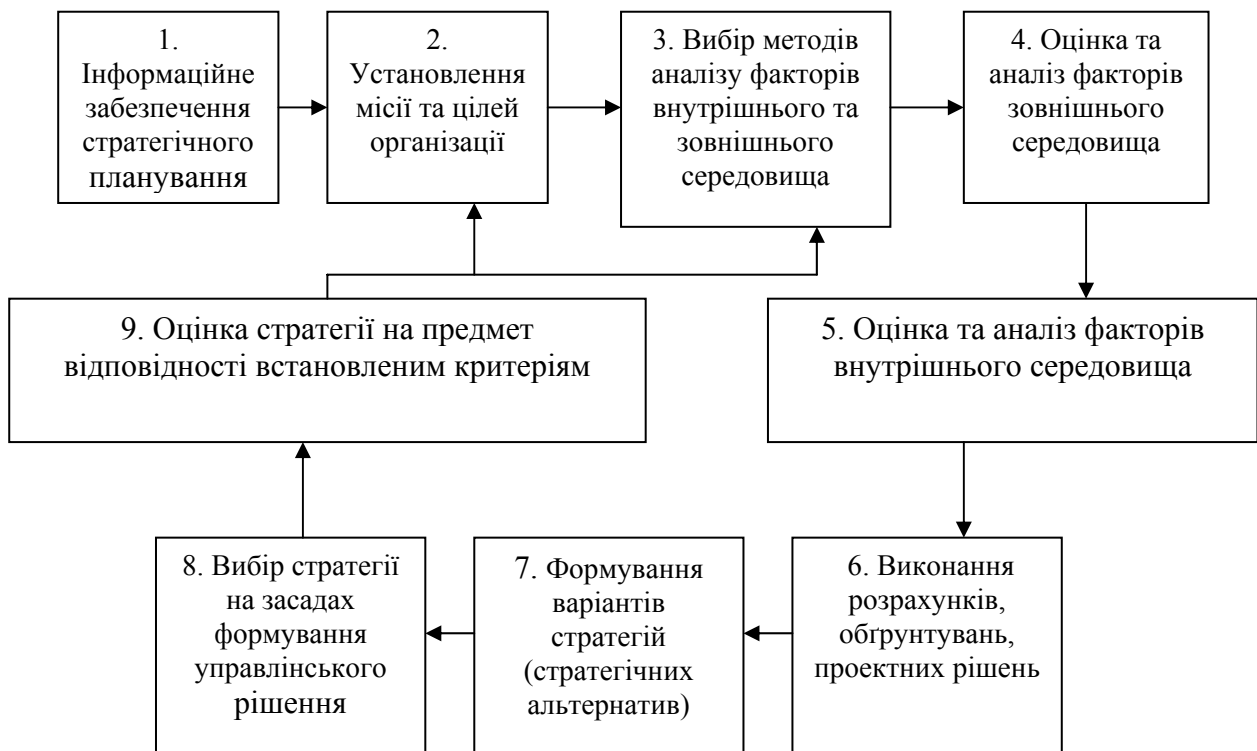 1.
Інформаційне
забезпечення
стратегічного
планування
2.
Установлення
місії та цілей
організації
3. Вибір методів
аналізу факторів
внутрішнього та
зовнішнього
середовища
4. Оцінка та
аналіз факторів
зовнішнього
середовища
5. Оцінка та аналіз факторів
внутрішнього середовища
6. Виконання
розрахунків,
обґрунтувань,
проектних рішень
7. Формування
варіантів
стратегій
(стратегічних
альтернатив)
8. Вибір стратегії
на засадах
формування
управлінського
рішення
9. Оцінка стратегії на предмет
відповідності встановленим критеріям